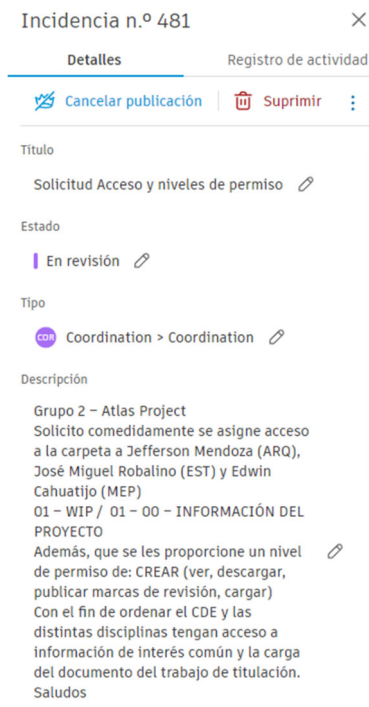 Incidencia n.º 481
Detalles
Registro de actividad
Cancelar publicación
Suprimir
Título
Solicitud Acceso y niveles de permiso
Estado
En revisión
Tipo
CDR
Coordination > Coordination
Descripción
Grupo 2 – Atlas Project
Solicito comedidamente se asigne acceso
a la carpeta a Jefferson Mendoza (ARQ),
José Miguel Robalino (EST) y Edwin
Cahuatijo (MEP)
01 – WIP / 01 – 00 – INFORMACIÓN DEL
PROYECTO
Además, que se les proporcione un nivel
de permiso de: CREAR (ver, descargar,
publicar marcas de revisión, cargar)
Con el fin de ordenar el CDE y las
distintas disciplinas tengan acceso a
información de interés común y la carga
del documento del trabajo de titulación.
Saludos